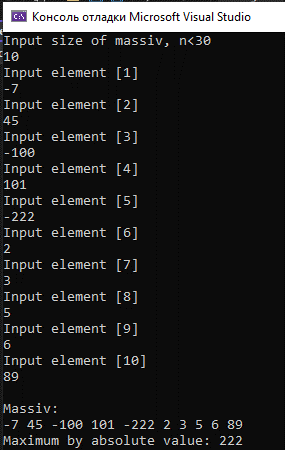 Консоль отладки Microsoft Visual Studio
Input size of massiv, n<30
10
Input element [1]
-7
Input element [2]
45
Input element [3]
-100
Input element [4]
101
Input element [5]
-222
Input element [6]
2
Input element [7]
3
Input element [8]
5
Input element [9]
6
Input element [10]
89
Massiv:
-7 45 -100 101 -222 2 3 5 6 89
Maximum by absolute value: 222